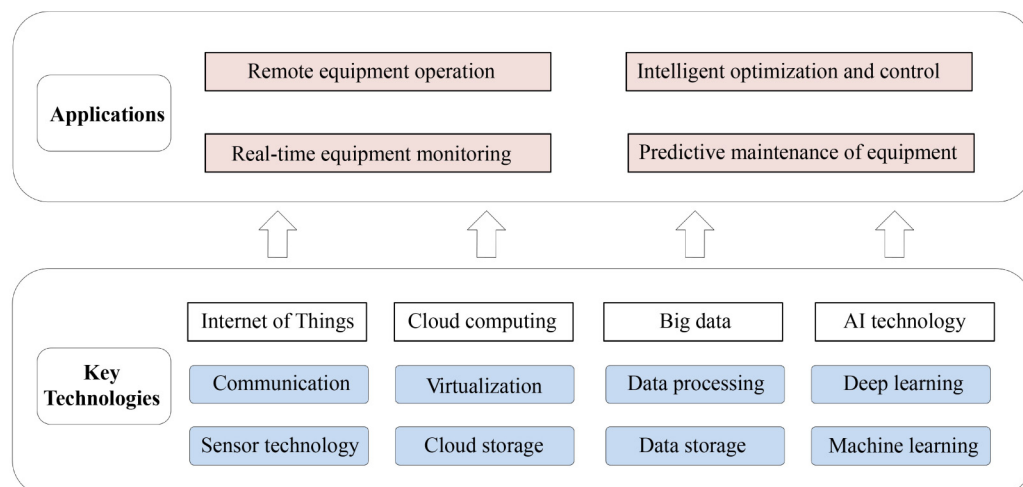 Applications
Remote equipment operation
Intelligent optimization and control
Real-time equipment monitoring
Predictive maintenance of equipment
Key
Technologies
Internet of Things
Cloud computing
Big data
AI technology
Communication
Virtualization
Data processing
Deep learning
Sensor technology
Cloud storage
Data storage
Machine learning